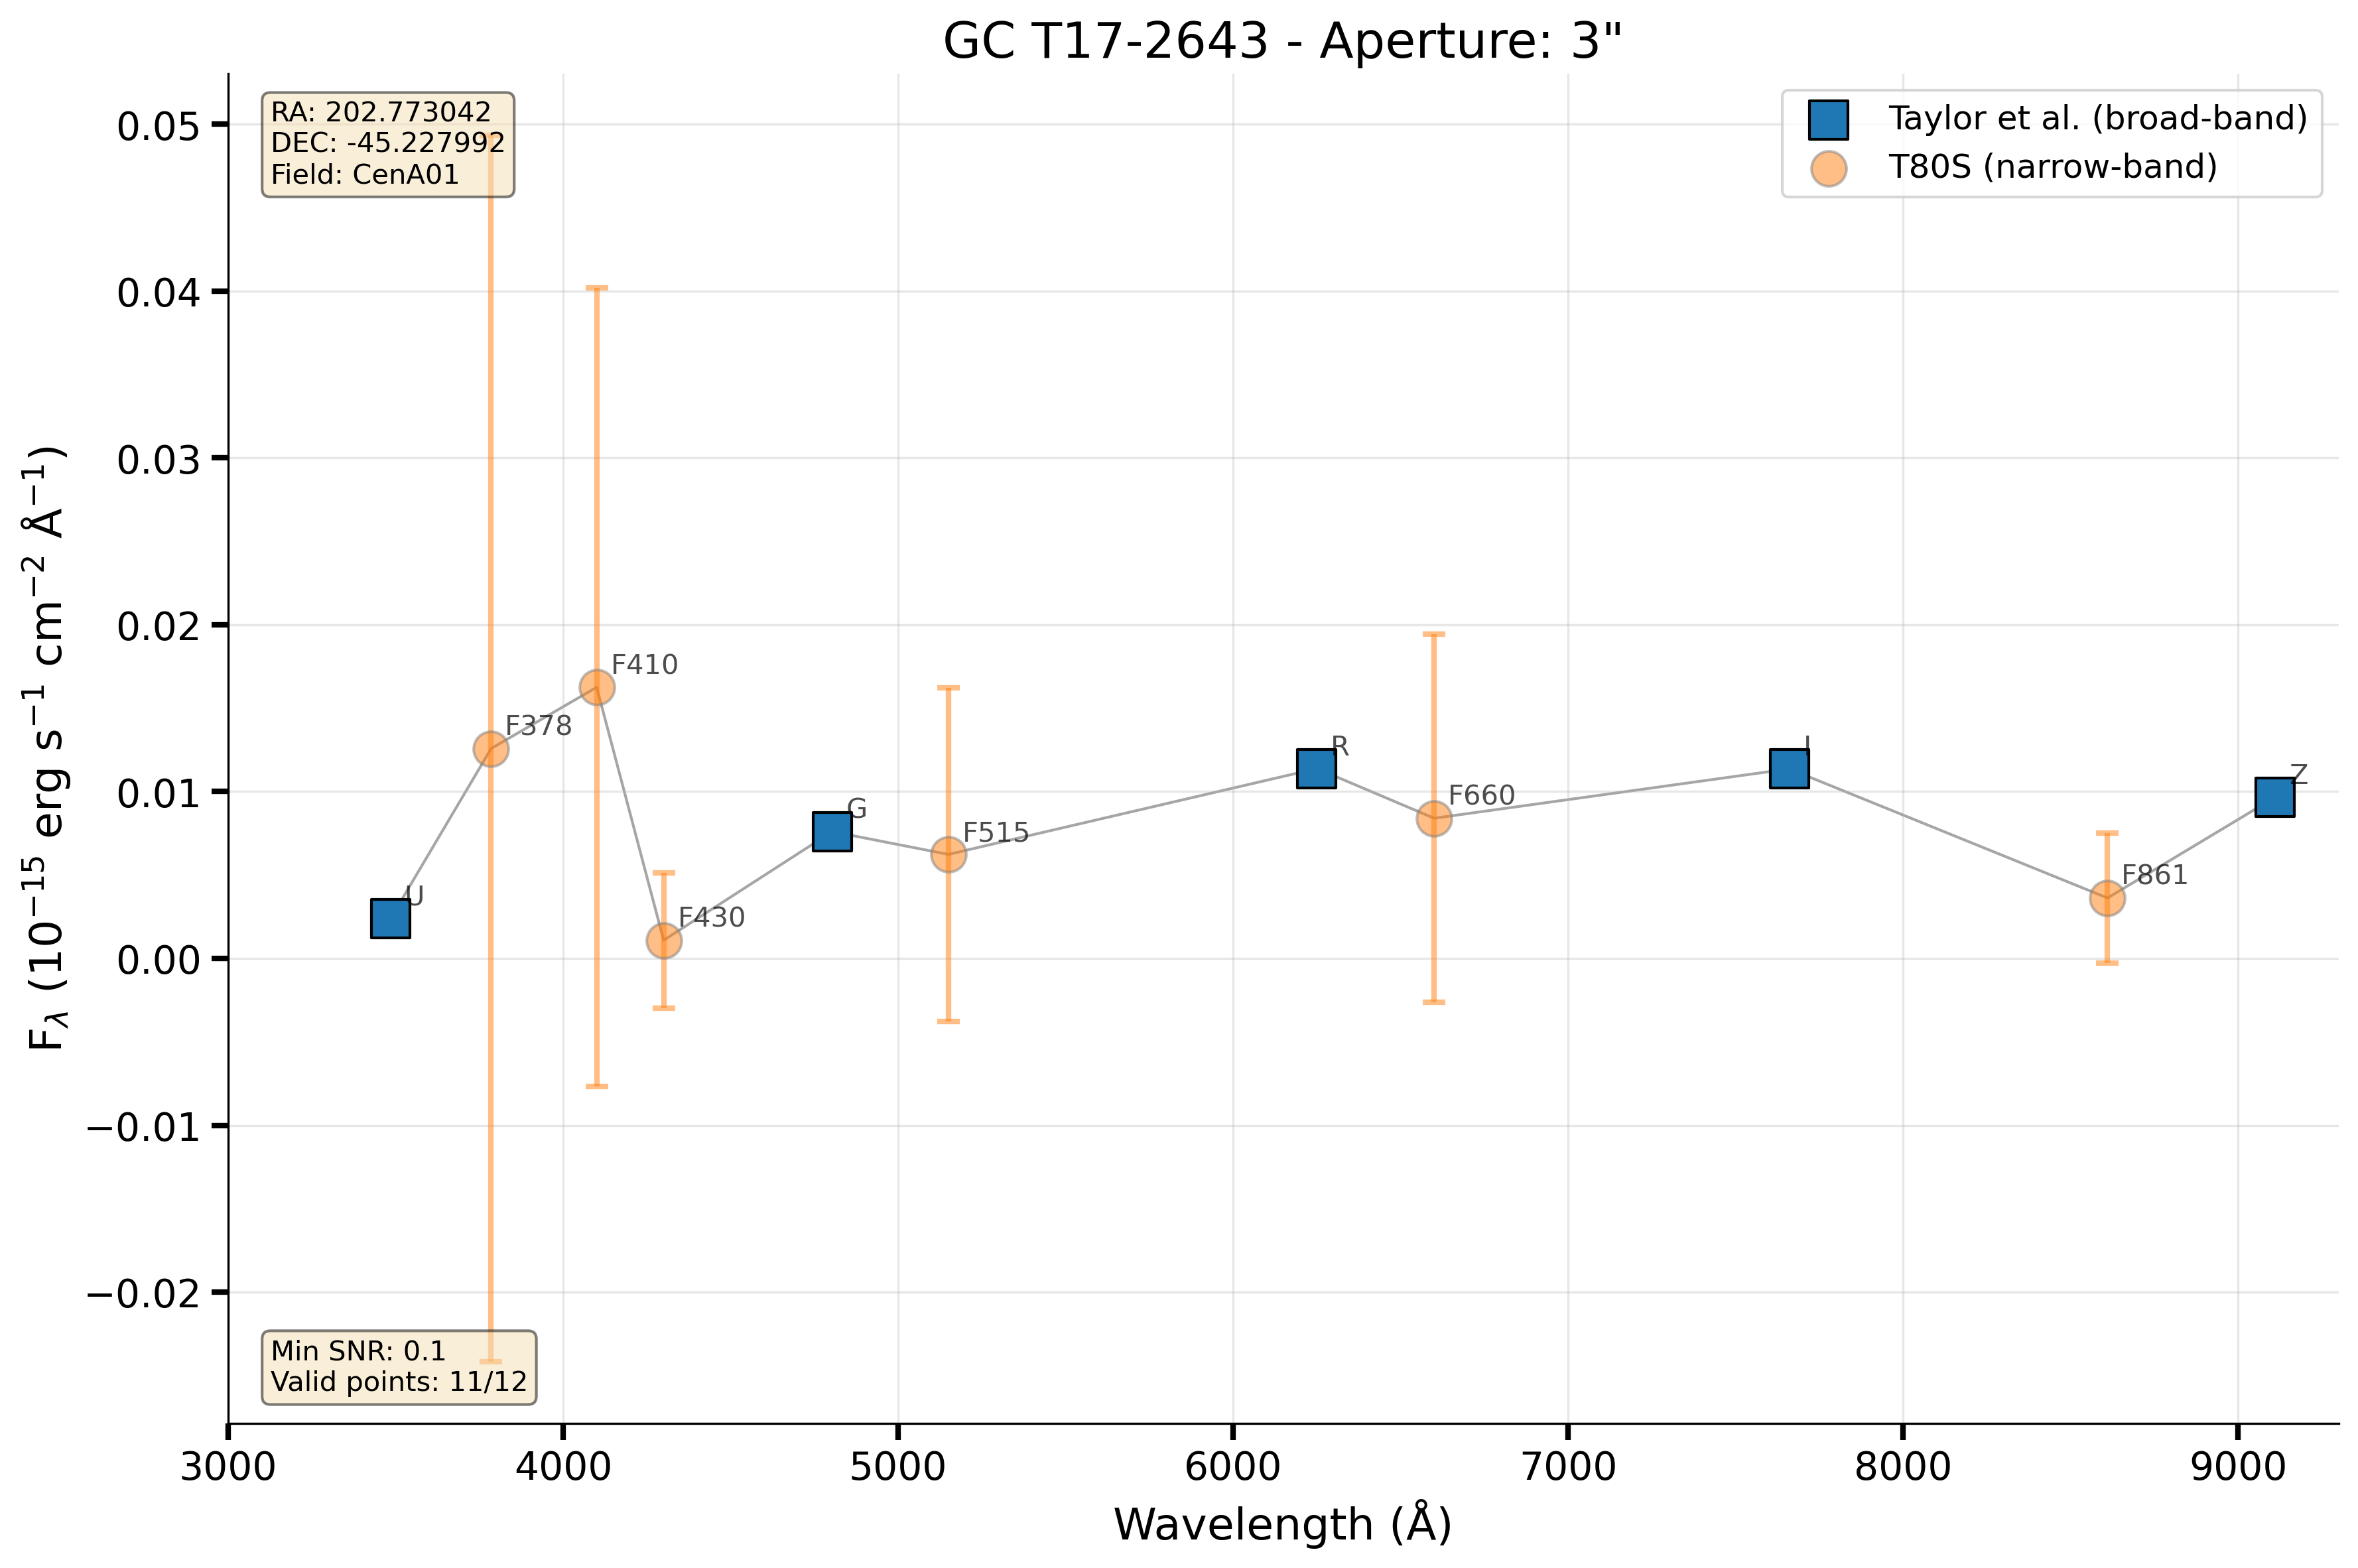 GC T17-2643 - Aperture: 3"
RA: 202.773042
DEC: -45.227992
Field: CenA01
Taylor et al. (broad-band)
T80S (narrow-band)
0.05
0.04
0.03
0.02
0.01
0.00
−0.01
−0.02
F_λ (10⁻¹⁵ erg s⁻¹ cm⁻² Å⁻¹)
U
F378
F410
F430
G
F515
R
F660
I
F861
Z
Min SNR: 0.1
Valid points: 11/12
3000
4000
5000
6000
7000
8000
9000
Wavelength (Å)